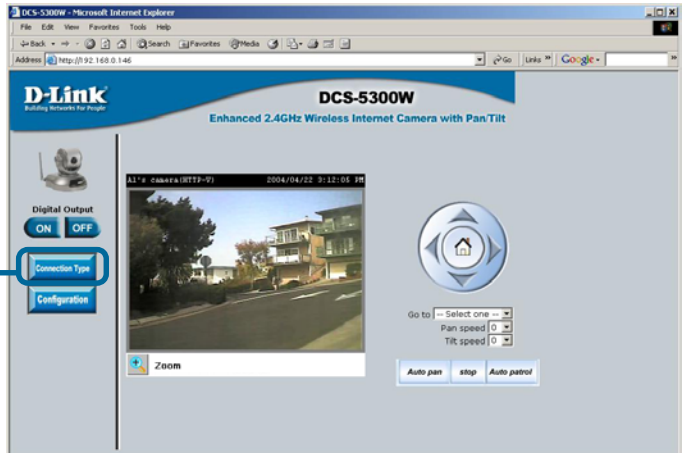 DCS-5300W - Microsoft Internet Explorer
File Edit View Favorites Tools Help
Back Search Favorites Media
Address http://192.168.0.146 Go Links » Google - »
D-Link
Building Networks for People
DCS-5300W
Enhanced 2.4GHz Wireless Internet Camera with Pan/Tilt
Al's camera(HTTP-V) 2004/04/22 3:12:05 PM
Digital Output
ON OFF
Connection Type
Configuration
Go to -- Select one --
Pan speed 0
Tilt speed 0
Zoom
Auto pan stop Auto patrol